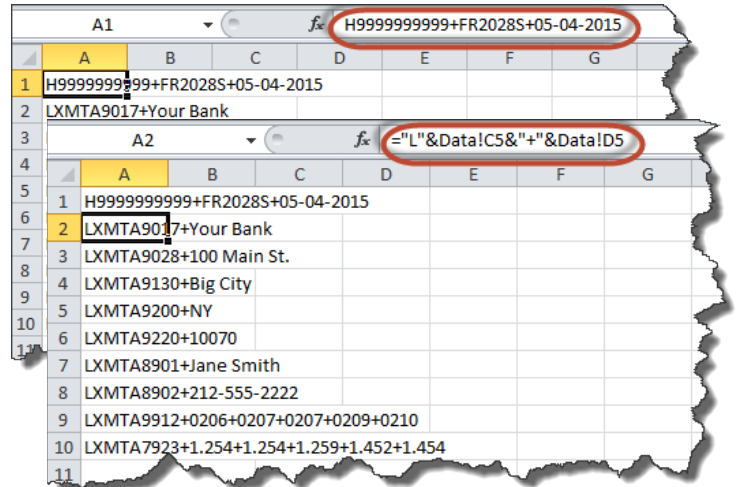 A1 fx H9999999999+FR2028S+05-04-2015
A B C D E F G
1 H9999999999+FR2028S+05-04-2015
2 LXMTA9017+Your Bank
3
4
5
6
7
8
9
10
11
A2 fx ="L"&Data!C5&"+"&Data!D5
A B C D E F G
1 H9999999999+FR2028S+05-04-2015
2 LXMTA9017+Your Bank
3 LXMTA9028+100 Main St.
4 LXMTA9130+Big City
5 LXMTA9200+NY
6 LXMTA9220+10070
7 LXMTA8901+Jane Smith
8 LXMTA8902+212-555-2222
9 LXMTA9912+0206+0207+0207+0209+0210
10 LXMTA7923+1.254+1.254+1.259+1.452+1.454
11